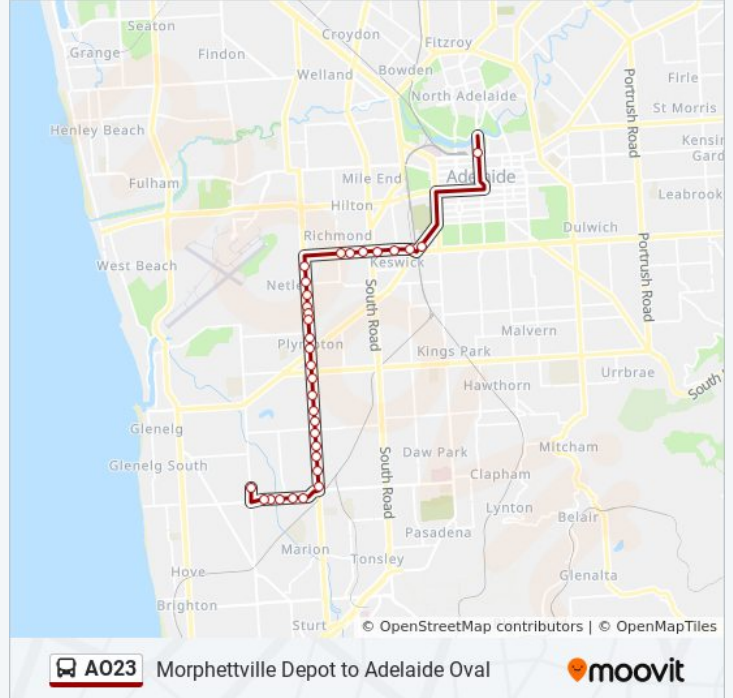 Seaton
Croydon
Fitzroy
Grange
Findon
Welland
Bowden
Firle
North Adelaide
St Morris
Portrush Road
Henley Beach
Kensin
Gard
Mile End
Adelaide
Fulham
Leabrook
Hilton
Dulwich
Richmond
West Beach
Keswick
Portrush Road
Netley
South Road
Malvern
Plympton
Kings Park
Urrbrae
Hawthorn
South
Glenelg
Mitcham
Daw Park
Glenelg South
South Road
Clapham
Lynton
Belair
Pasadena
Marion
Tonsley
Hove
Glenalta
Brighton
Sturt
© OpenStreetMap contributors | © OpenMapTiles
AO23 Morphettville Depot to Adelaide Oval moovit